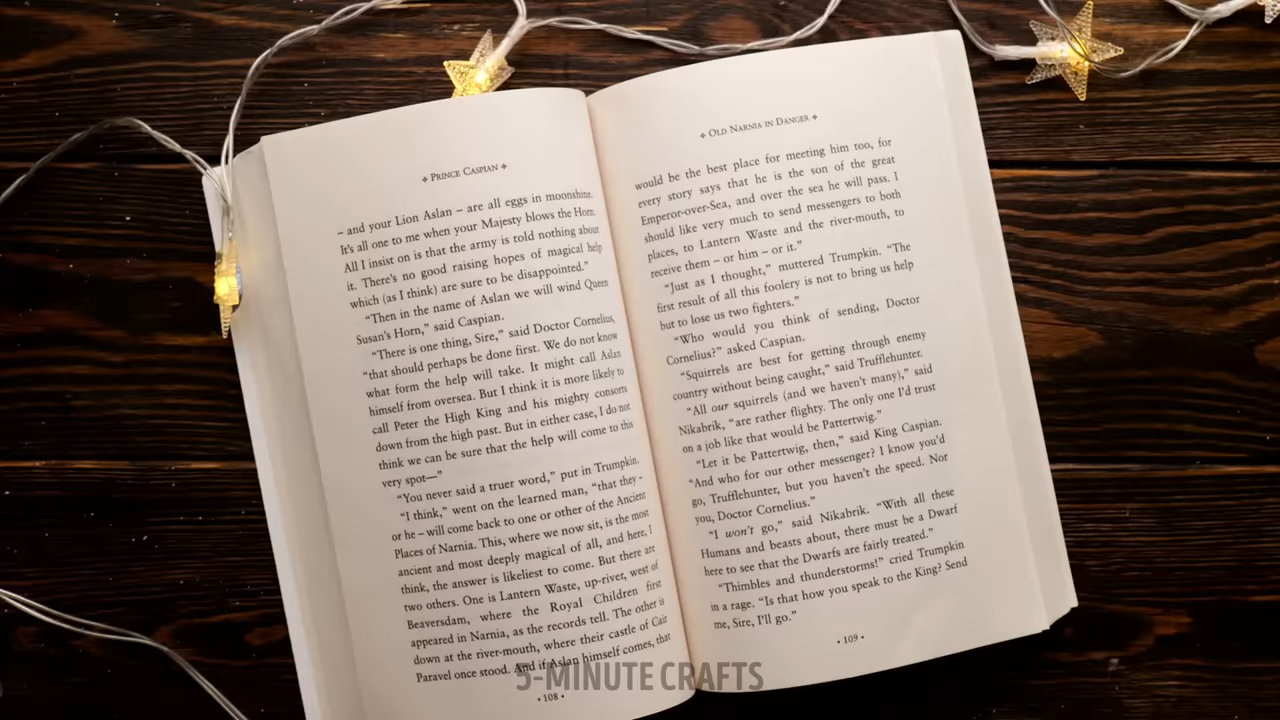 ❖ PRINCE CASPIAN ❖
– and your Lion Aslan – are all eggs in moonshine.
It's all one to me when your Majesty blows the Horn.
All I insist on is that the army is told nothing about
it. There's no good raising hopes of magical help
which (as I think) are sure to be disappointed.”
“Then in the name of Aslan we will wind Queen
Susan's Horn,” said Caspian.
“There is one thing, Sire,” said Doctor Cornelius,
“that should perhaps be done first. We do not know
what form the help will take. It might call Aslan
himself from oversea. But I think it is more likely to
call Peter the High King and his mighty consorts
down from the high past. But in either case, I do not
think we can be sure that the help will come to this
very spot—”
“You never said a truer word,” put in Trumpkin.
“I think,” went on the learned man, “that they –
or he – will come back to one or other of the Ancient
Places of Narnia. This, where we now sit, is the most
ancient and most deeply magical of all, and here, I
think, the answer is likeliest to come. But there are
two others. One is Lantern Waste, up-river, west of
Beaversdam, where the Royal Children first
appeared in Narnia, as the records tell. The other is
down at the river-mouth, where their castle of Cair
Paravel once stood. And if Aslan himself comes, that
• 108 •
❖ OLD NARNIA IN DANGER ❖
would be the best place for meeting him too, for
every story says that he is the son of the great
Emperor-over-Sea, and over the sea he will pass. I
should like very much to send messengers to both
places, to Lantern Waste and the river-mouth, to
receive them – or him – or it.”
“Just as I thought,” muttered Trumpkin. “The
first result of all this foolery is not to bring us help
but to lose us two fighters.”
“Who would you think of sending, Doctor
Cornelius?” asked Caspian.
“Squirrels are best for getting through enemy
country without being caught,” said Trufflehunter.
“All our squirrels (and we haven't many),” said
Nikabrik, “are rather flighty. The only one I'd trust
on a job like that would be Pattertwig.”
“Let it be Pattertwig, then,” said King Caspian.
“And who for our other messenger? I know you'd
go, Trufflehunter, but you haven't the speed. Nor
you, Doctor Cornelius.”
“I won't go,” said Nikabrik. “With all these
Humans and beasts about, there must be a Dwarf
here to see that the Dwarfs are fairly treated.”
“Thimbles and thunderstorms!” cried Trumpkin
in a rage. “Is that how you speak to the King? Send
me, Sire, I'll go.”
• 109 •
5-MINUTE CRAFTS